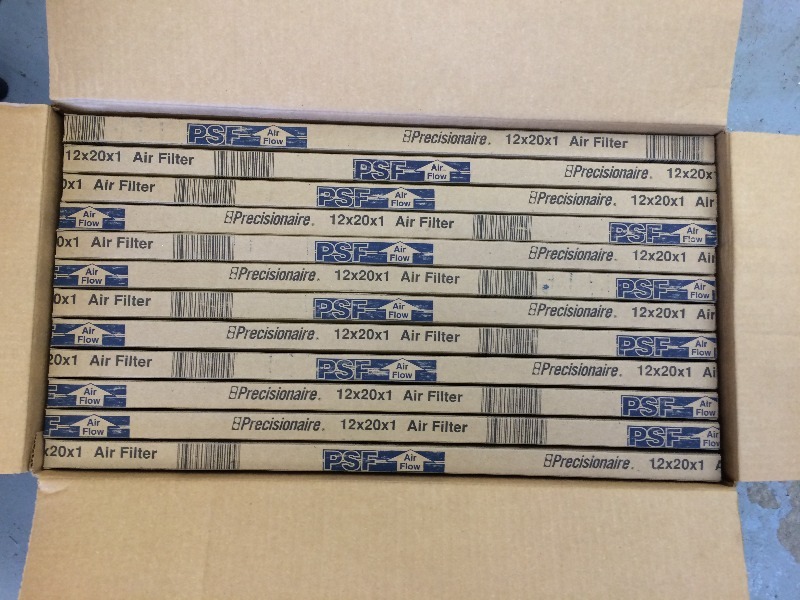 PSF Air Flow Precisionaire. 12x20x1 Air Filter
12x20x1 Air Filter PSF Air Flow Precisionaire. 12x20x
0x1 Air Filter PSF Air Flow Precisionaire. 12x20x1 Air
Air Flow Precisionaire. 12x20x1 Air Filter PSF Air Flow
0x1 Air Filter PSF Air Flow Precisionaire. 12x20x1 Air
Air Flow Precisionaire. 12x20x1 Air Filter PSF Air Flow
0x1 Air Filter PSF Air Flow Precisionaire. 12x20x1 Air
Air Flow Precisionaire. 12x20x1 Air Filter PSF Air Flow
20x1 Air Filter PSF Air Flow Precisionaire. 12x20x1 A
Air Flow Precisionaire. 12x20x1 Air Filter PSF Air Flow
Air Flow Precisionaire. 12x20x1 Air Filter PSF Air Flow
x20x1 Air Filter PSF Air Flow Precisionaire. 12x20x1 A